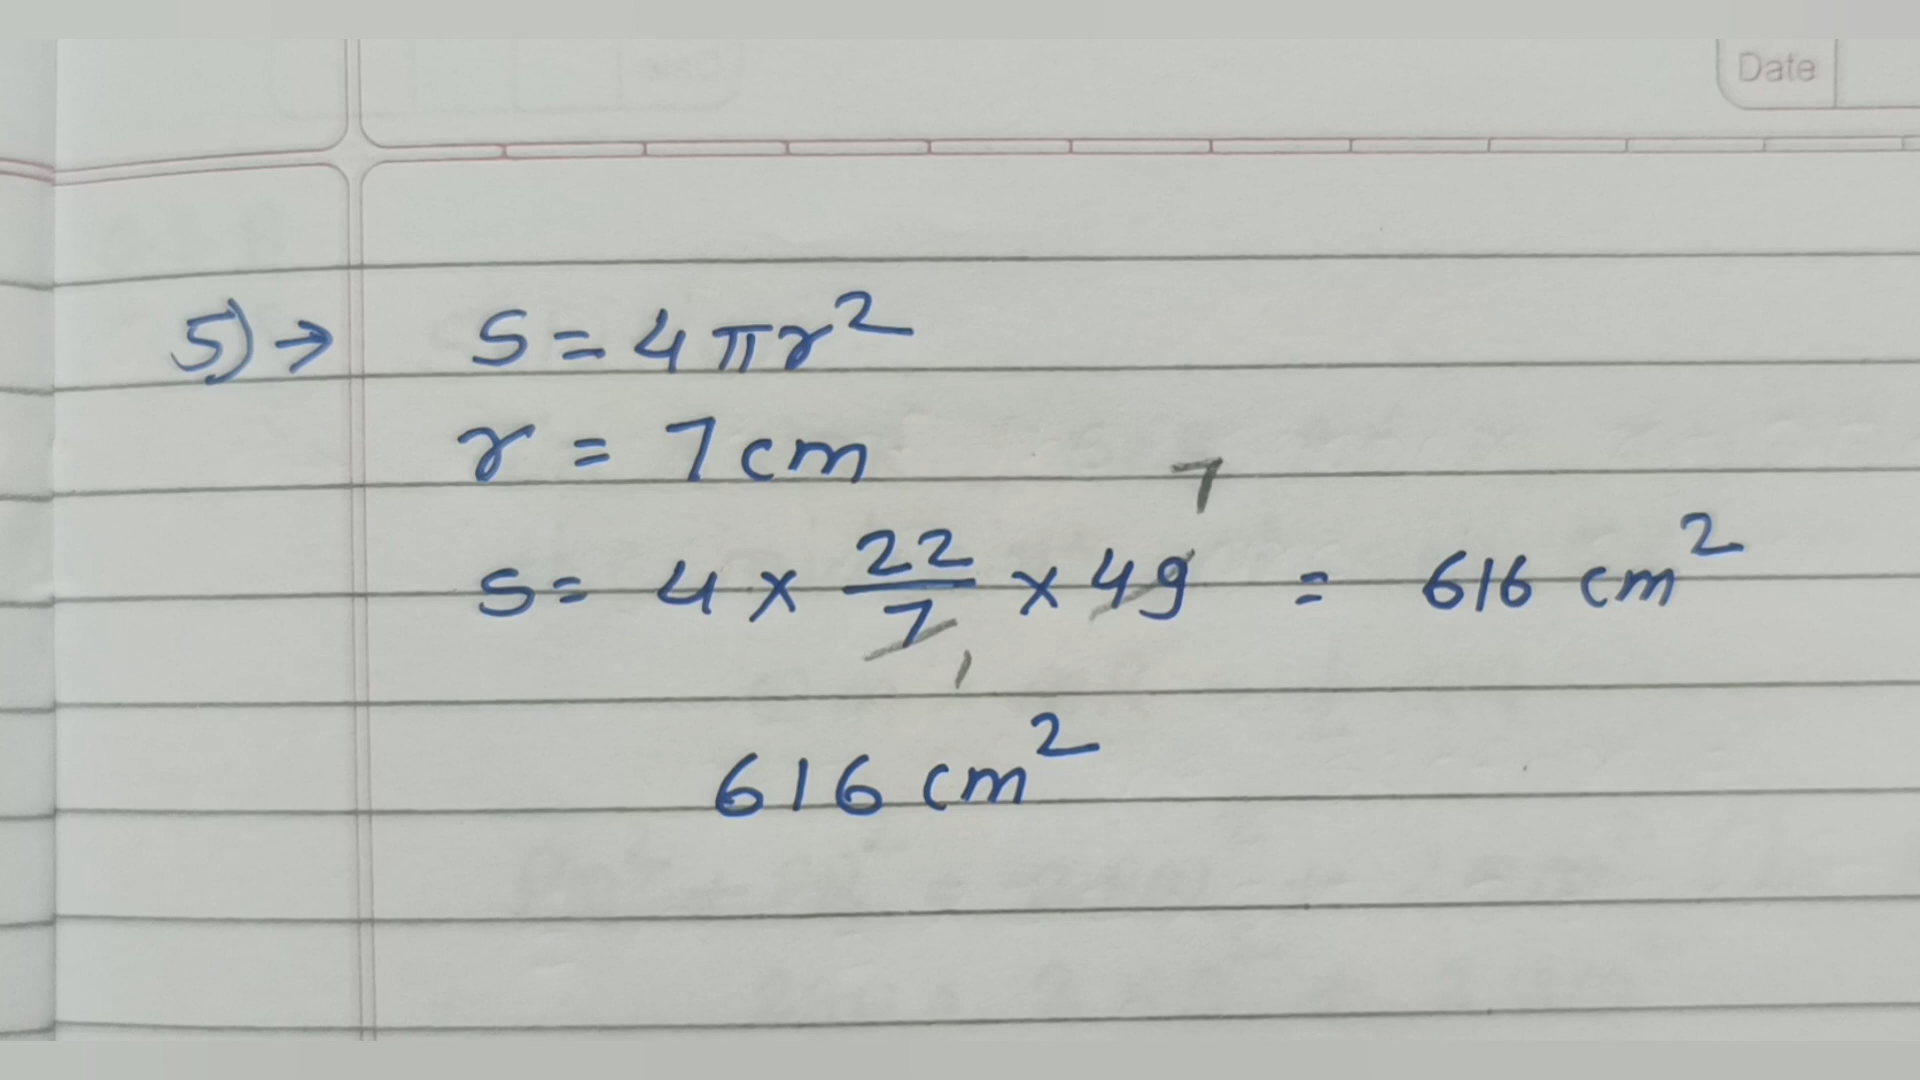 Date
5) → S = 4πr²
r = 7 cm
7
S = 4 × 22/7 × 49 = 616 cm²
1
616 cm²